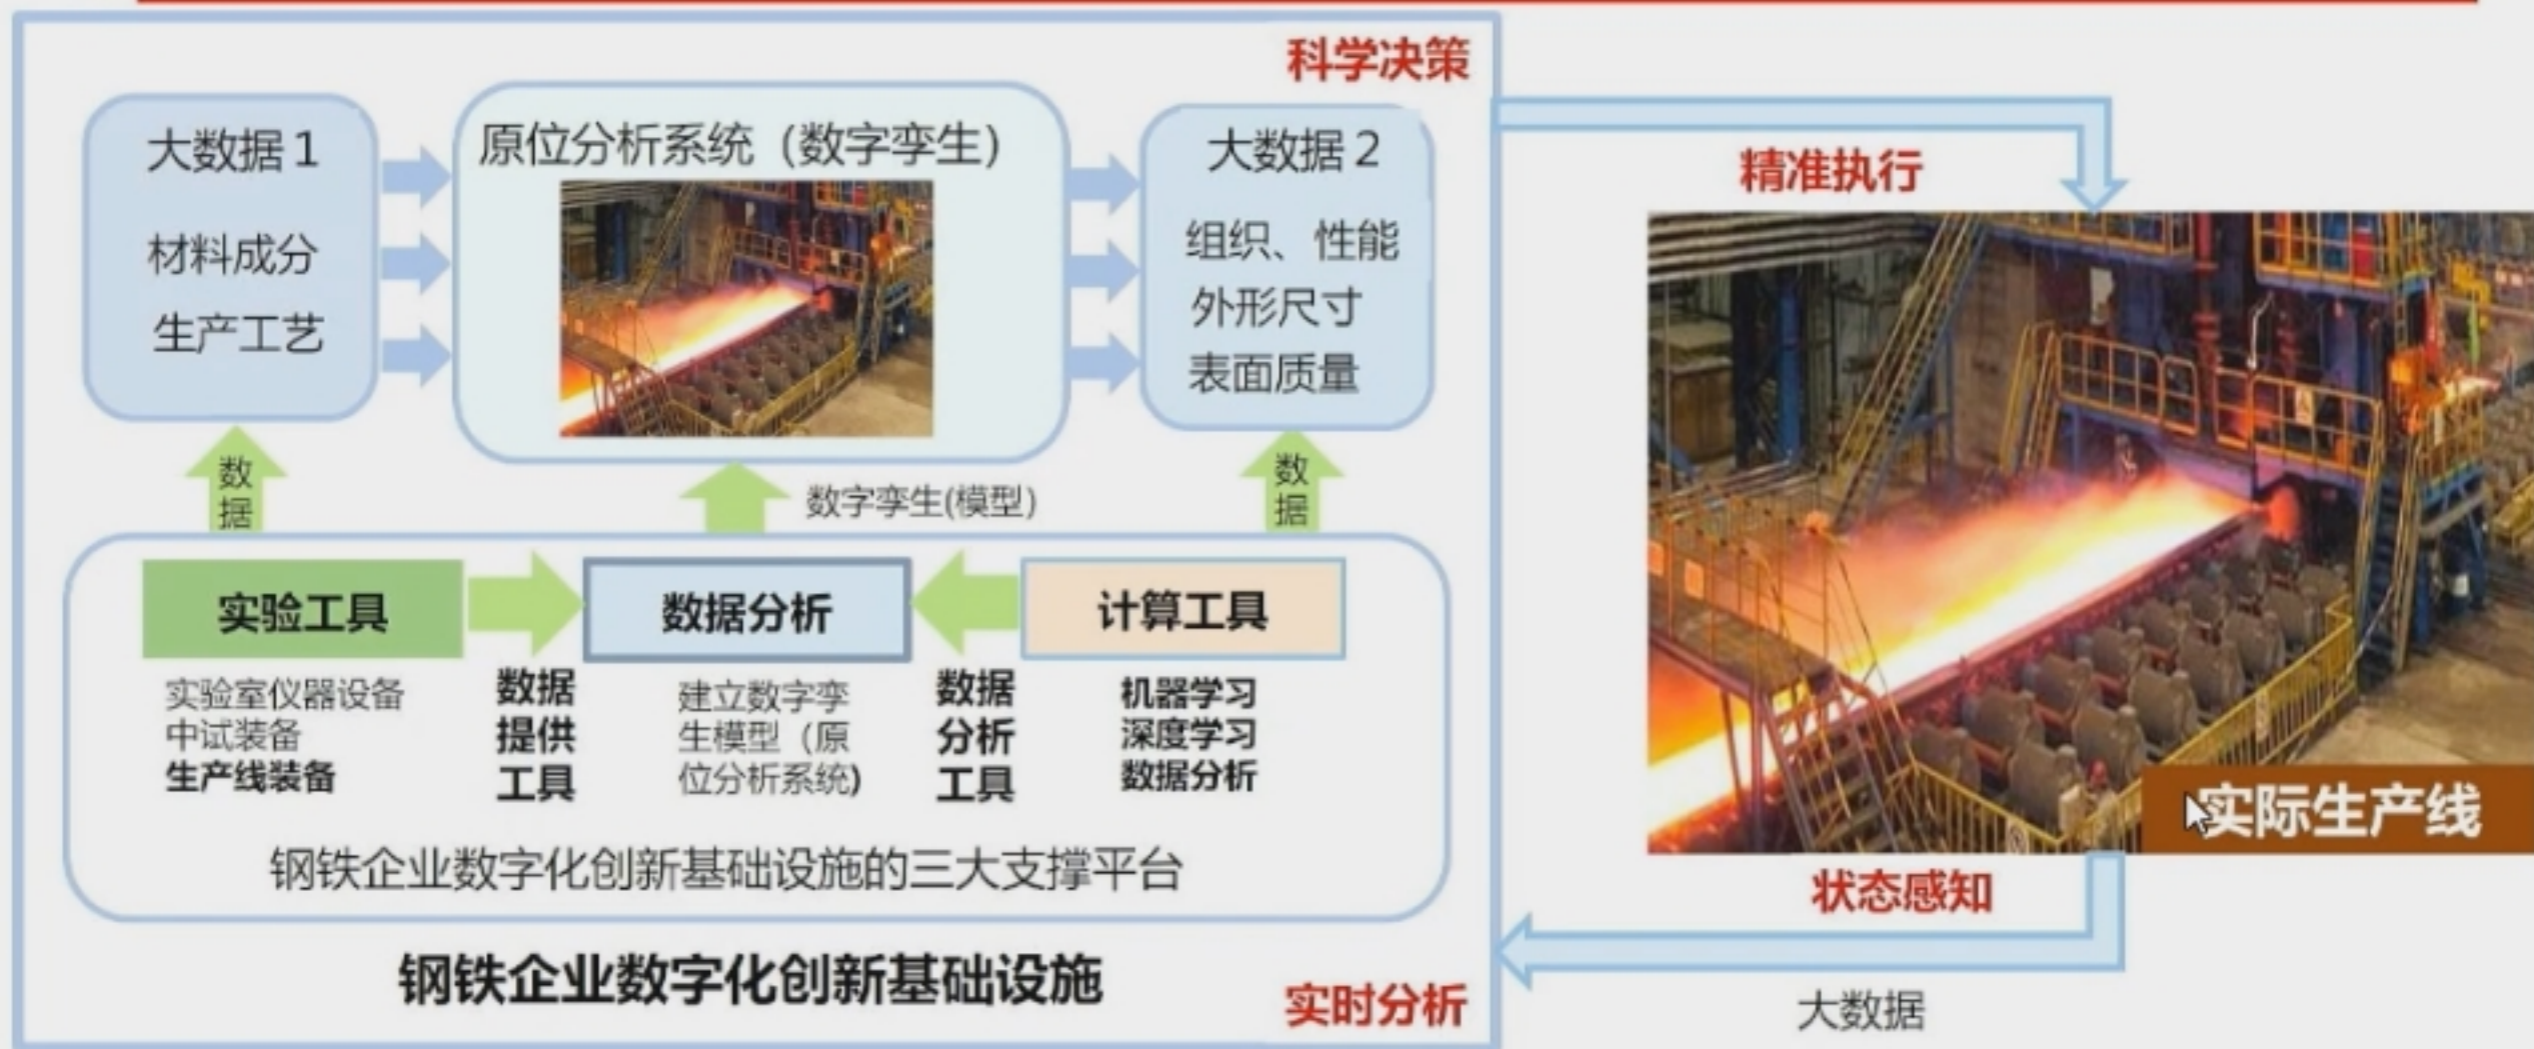 科学决策
大数据1
材料成分
生产工艺
原位分析系统（数字孪生）
大数据2
组织、性能
外形尺寸
表面质量
精准执行
数据
数字孪生(模型）
数据
实验工具
实验室仪器设备
中试装备
生产线装备
数据
提供
工具
数据分析
建立数字孪
生模型（原
位分析系统)
数据
分析
工具
计算工具
机器学习
深度学习
数据分析
钢铁企业数字化创新基础设施的三大支撑平台
钢铁企业数字化创新基础设施
实时分析
实际生产线
状态感知
大数据